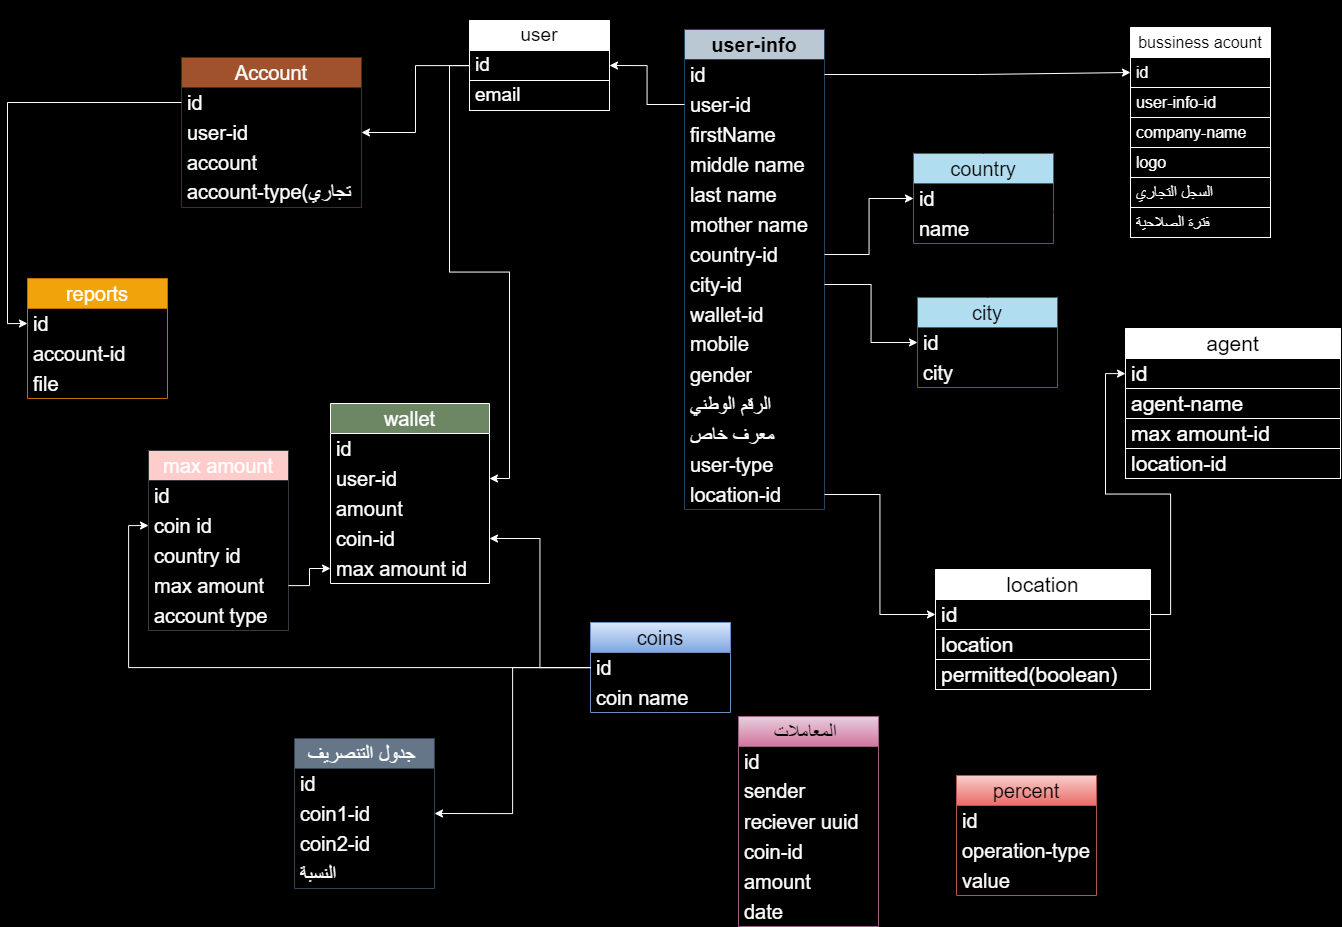 user
id
email
Account
id
user-id
account
account-type(تجاري
user-info
id
user-id
firstName
middle name
last name
mother name
country-id
city-id
wallet-id
mobile
gender
الرقم الوطني
معرف خاص
user-type
location-id
bussiness acount
id
user-info-id
company-name
logo
السجل التجاري
فترة الصلاحية
country
id
name
city
id
city
reports
id
account-id
file
agent
id
agent-name
max amount-id
location-id
wallet
id
user-id
amount
coin-id
max amount id
max amount
id
coin id
country id
max amount
account type
location
id
location
permitted(boolean)
coins
id
coin name
جدول التنصريف
id
coin1-id
coin2-id
النسبة
المعاملات
id
sender
reciever uuid
coin-id
amount
date
percent
id
operation-type
value